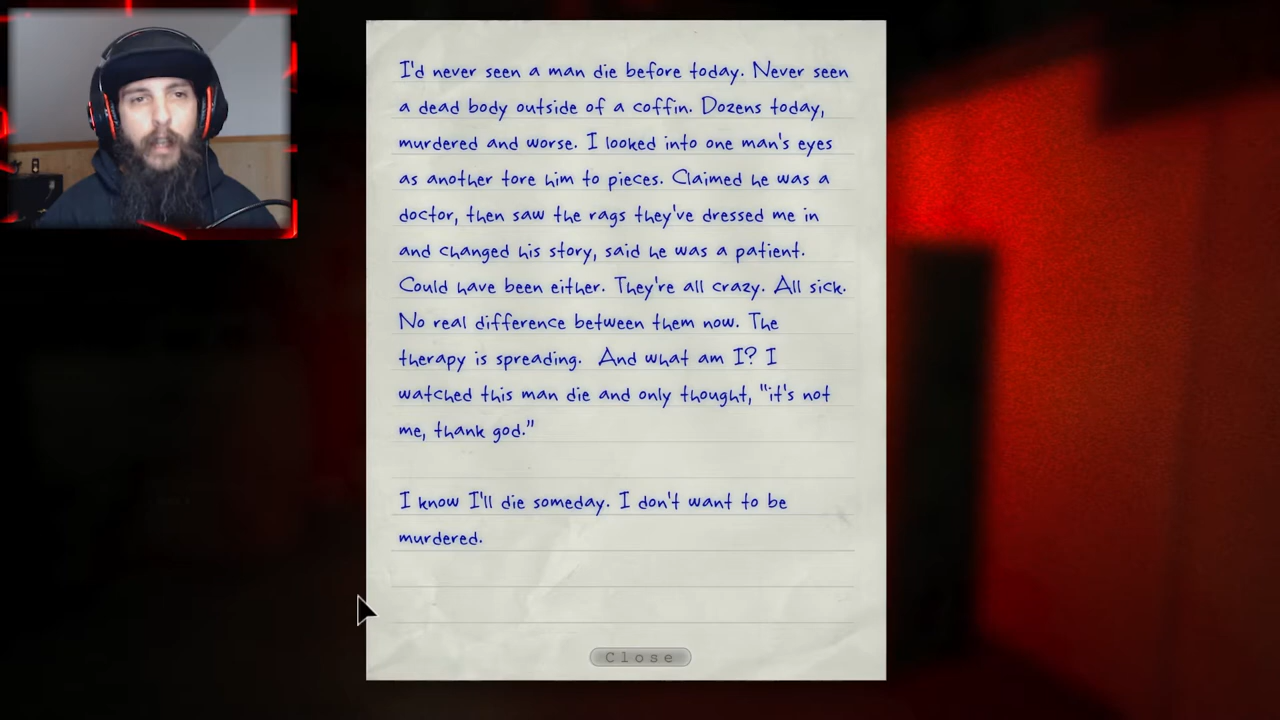 I'd never seen a man die before today. Never seen
a dead body outside of a coffin. Dozens today,
murdered and worse. I looked into one man's eyes
as another tore him to pieces. Claimed he was a
doctor, then saw the rags they've dressed me in
and changed his story, said he was a patient.
Could have been either. They're all crazy. All sick.
No real difference between them now. The
therapy is spreading.  And what am I? I
watched this man die and only thought, "it's not
me, thank god."
I know I'll die someday. I don't want to be
murdered.
Close